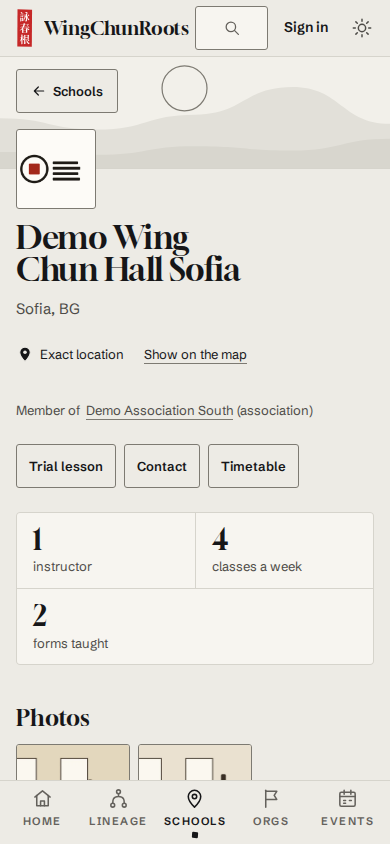 詠春根
WingChunRoots
Sign in
Schools
Demo Wing
Chun Hall Sofia
Sofia, BG
Exact location
Show on the map
Member of Demo Association South (association)
Trial lesson
Contact
Timetable
1
instructor
4
classes a week
2
forms taught
Photos
HOME
LINEAGE
SCHOOLS
ORGS
EVENTS